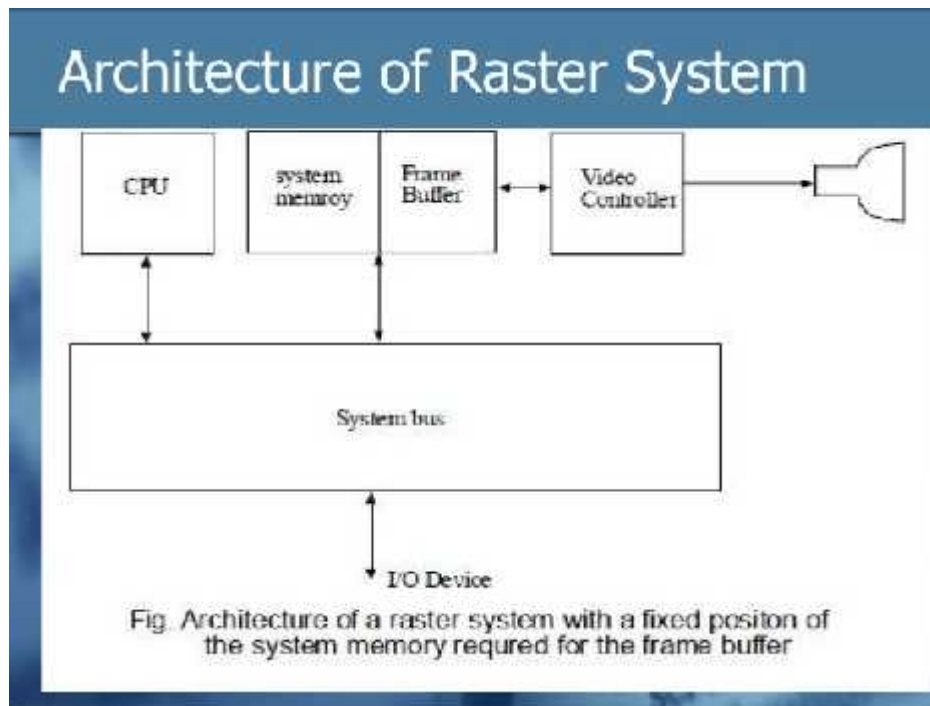 Architecture of Raster System
CPU
system
memroy
Frame
Buffer
Video
Controller
System bus
I/O Device
Fig. Architecture of a raster system with a fixed positon of
the system memory requred for the frame buffer